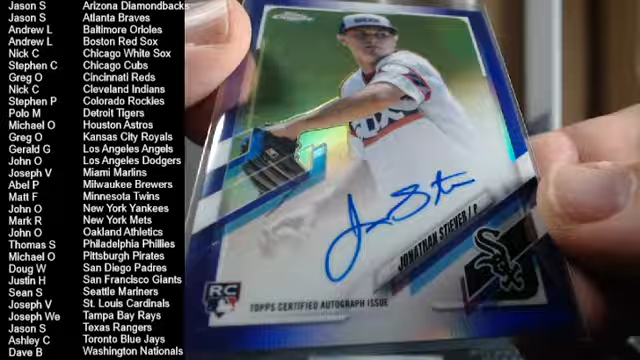 Jason S Arizona Diamondbacks
Jason S Atlanta Braves
Andrew L Baltimore Orioles
Andrew L Boston Red Sox
Nick C Chicago White Sox
Stephen C Chicago Cubs
Greg O Cincinnati Reds
Nick C Cleveland Indians
Stephen P Colorado Rockies
Polo M Detroit Tigers
Michael O Houston Astros
Greg O Kansas City Royals
Gerald G Los Angeles Angels
John O Los Angeles Dodgers
Joseph V Miami Marlins
Abel P Milwaukee Brewers
Matt F Minnesota Twins
John O New York Yankees
Mark R New York Mets
John O Oakland Athletics
Thomas S Philadelphia Phillies
Michael O Pittsburgh Pirates
Doug W San Diego Padres
Justin H San Francisco Giants
Sean S Seattle Mariners
Joseph V St. Louis Cardinals
Joseph We Tampa Bay Rays
Jason S Texas Rangers
Ashley C Toronto Blue Jays
Dave B Washington Nationals
Chrome
JONATHAN STIEVER / P
Sox
RC
TOPPS CERTIFIED AUTOGRAPH ISSUE